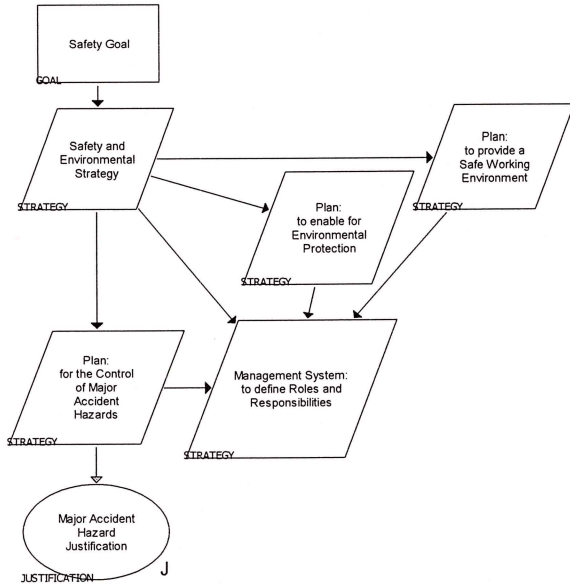 Safety Goal
GOAL
Safety and
Environmental
Strategy
STRATEGY
Plan:
to provide a
Safe Working
Environment
STRATEGY
Plan:
to enable for
Environmental
Protection
STRATEGY
Plan:
for the Control
of Major
Accident
Hazards
STRATEGY
Management System:
to define Roles and
Responsibilities
STRATEGY
Major Accident
Hazard
Justification
JUSTIFICATION
J